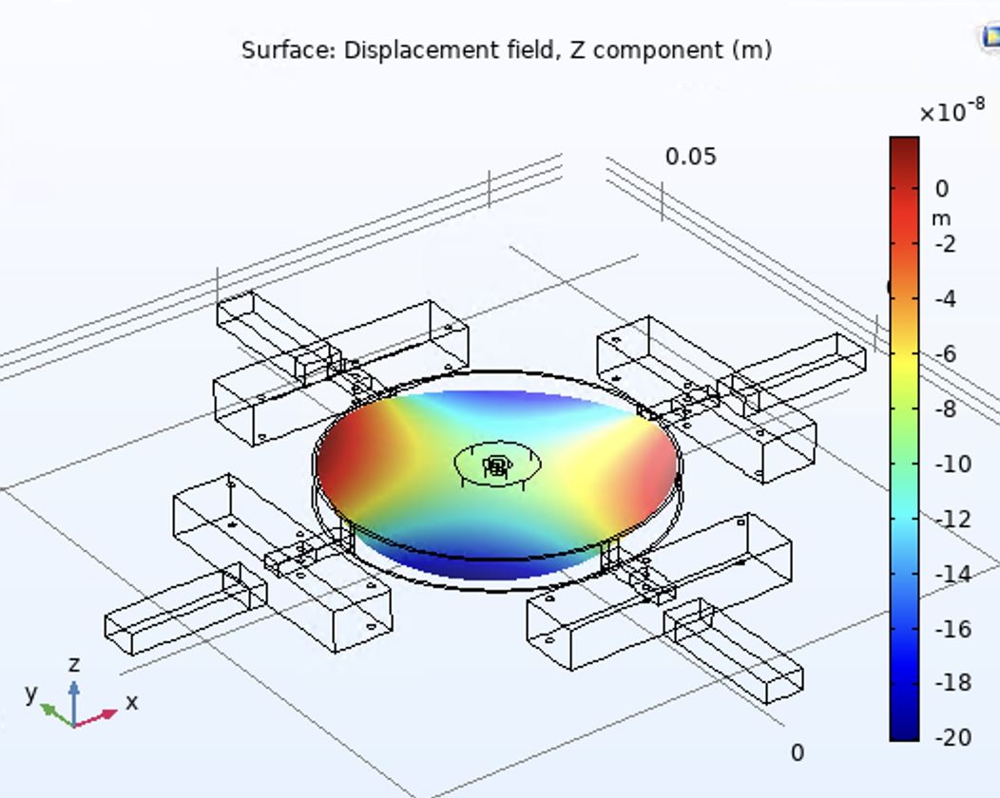 Surface: Displacement field, Z component (m)
×10⁻⁸
0.05
0
m
-2
-4
-6
-8
-10
-12
-14
-16
-18
-20
z
y
x
0